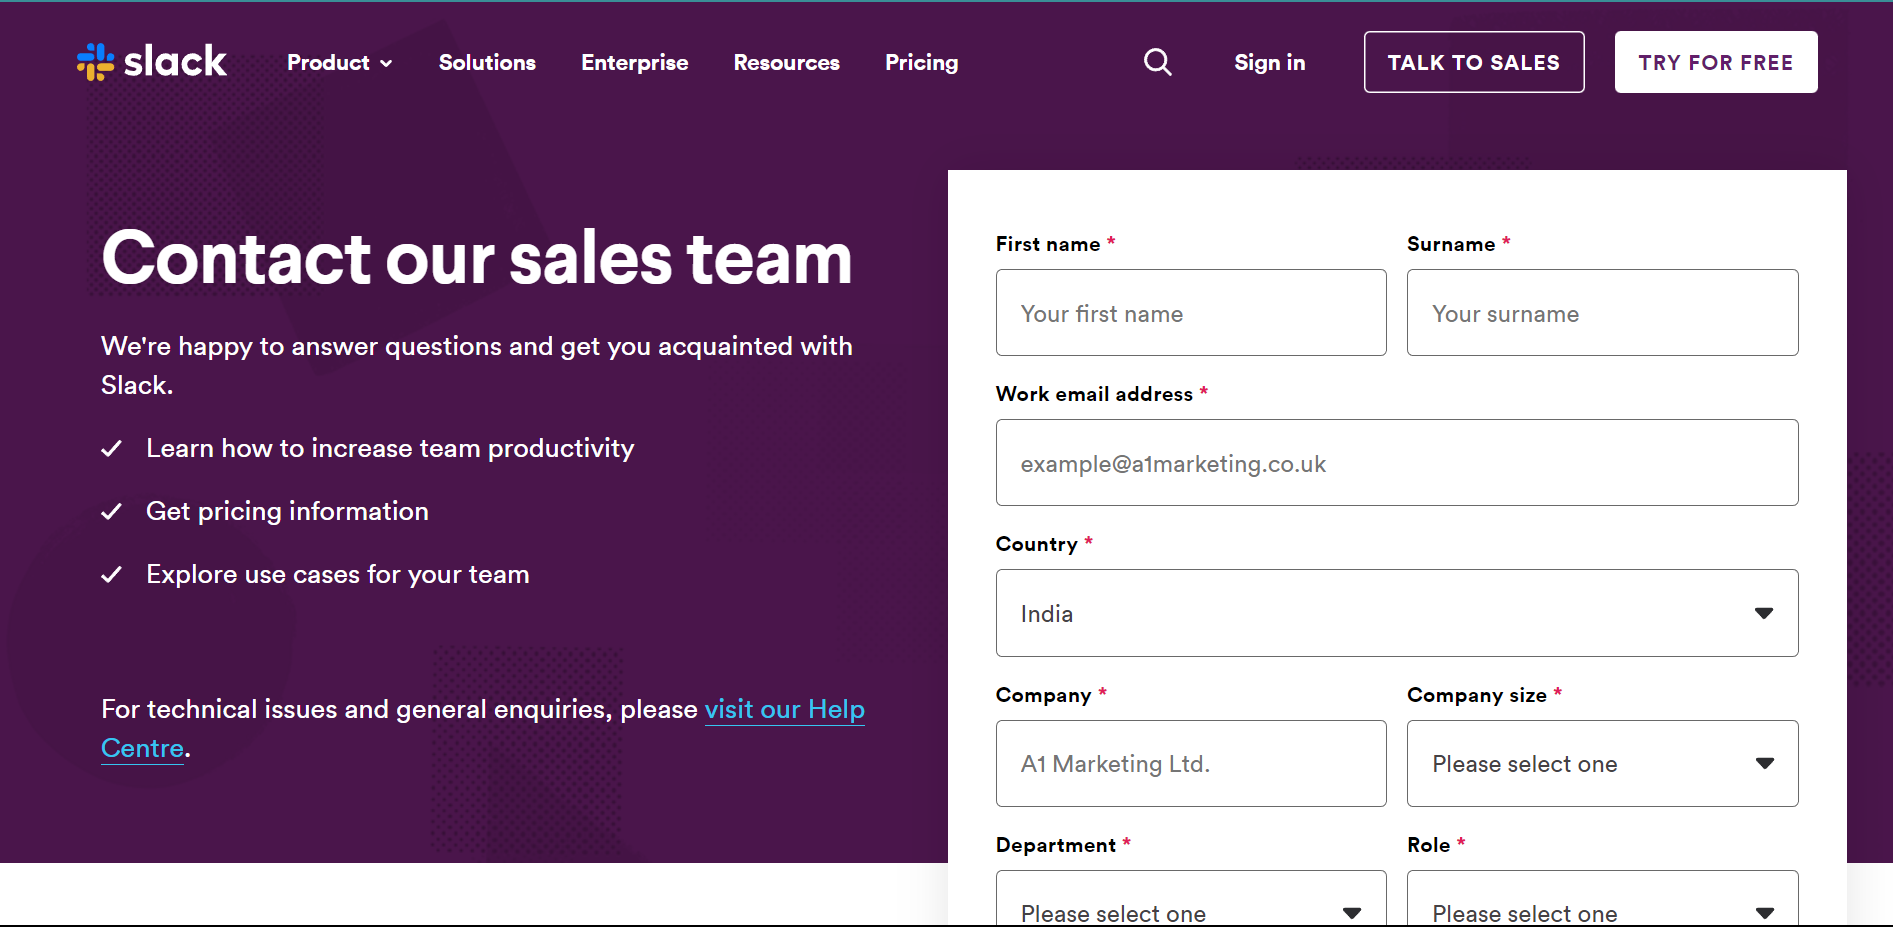 slack
Product
Solutions
Enterprise
Resources
Pricing
Sign in
TALK TO SALES
TRY FOR FREE
Contact our sales team
We're happy to answer questions and get you acquainted with
Slack.
Learn how to increase team productivity
Get pricing information
Explore use cases for your team
For technical issues and general enquiries, please visit our Help
Centre.
First name *
Surname *
Your first name
Your surname
Work email address *
example@a1marketing.co.uk
Country *
India
Company *
Company size *
A1 Marketing Ltd.
Please select one
Department *
Role *
Please select one
Please select one